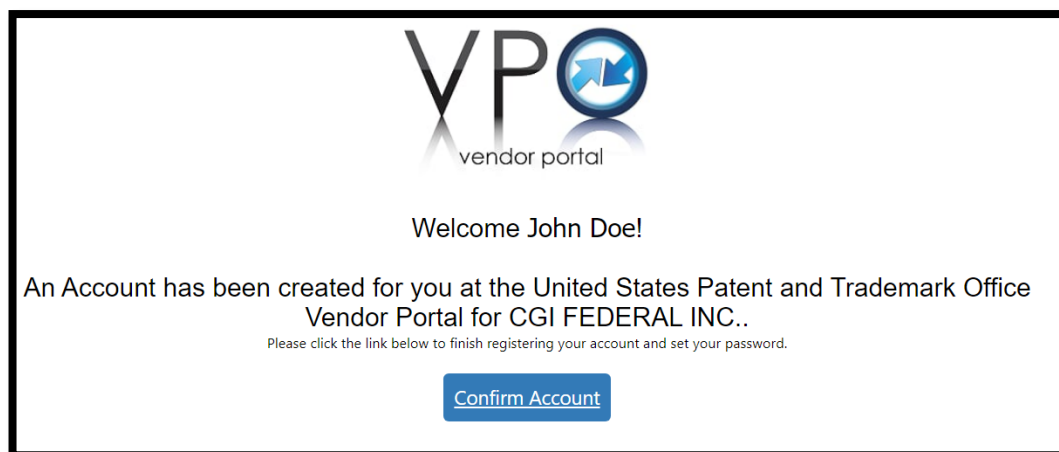 VPO
vendor portal
Welcome John Doe!
An Account has been created for you at the United States Patent and Trademark Office
Vendor Portal for CGI FEDERAL INC..
Please click the link below to finish registering your account and set your password.
Confirm Account